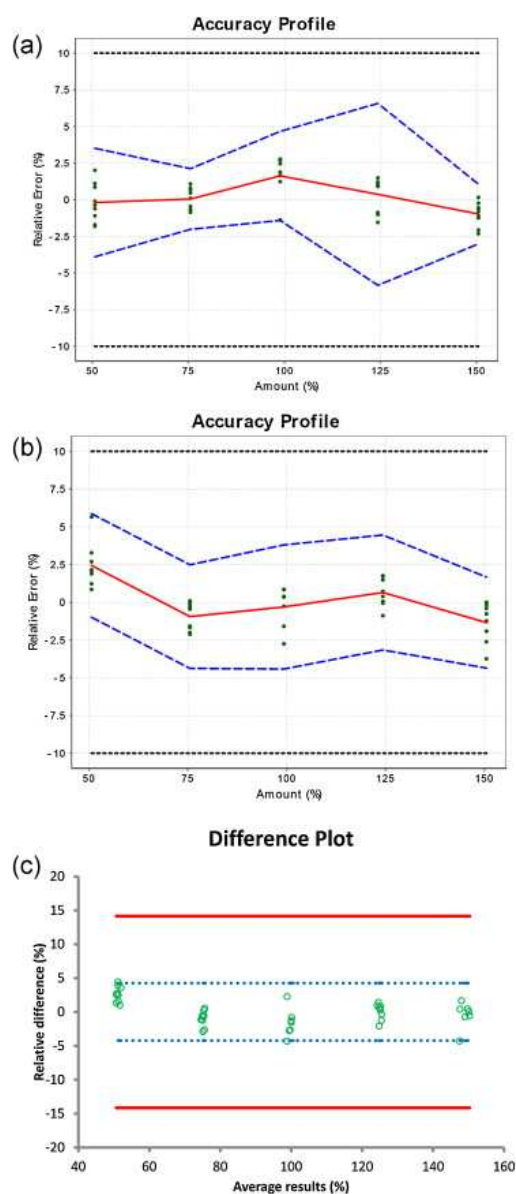 (a)
Accuracy Profile
10
7.5
5
2.5
0
-2.5
-5
-7.5
-10
Relative Error (%)
50 75 100 125 150
Amount (%)
(b)
Accuracy Profile
10
7.5
5
2.5
0
-2.5
-5
-7.5
-10
Relative Error (%)
50 75 100 125 150
Amount (%)
Difference Plot
(c)
20
15
10
5
0
-5
-10
-15
-20
Relative difference (%)
40 60 80 100 120 140 160
Average results (%)